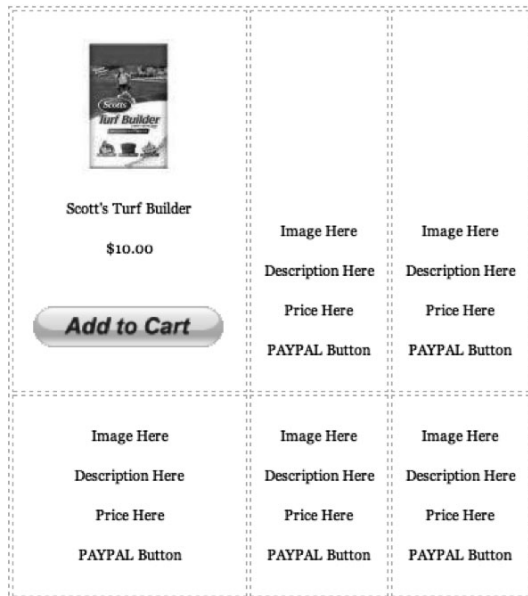 Scotts
Turf Builder
Scott's Turf Builder
$10.00
Add to Cart
Image Here
Description Here
Price Here
PAYPAL Button
Image Here
Description Here
Price Here
PAYPAL Button
Image Here
Description Here
Price Here
PAYPAL Button
Image Here
Description Here
Price Here
PAYPAL Button
Image Here
Description Here
Price Here
PAYPAL Button